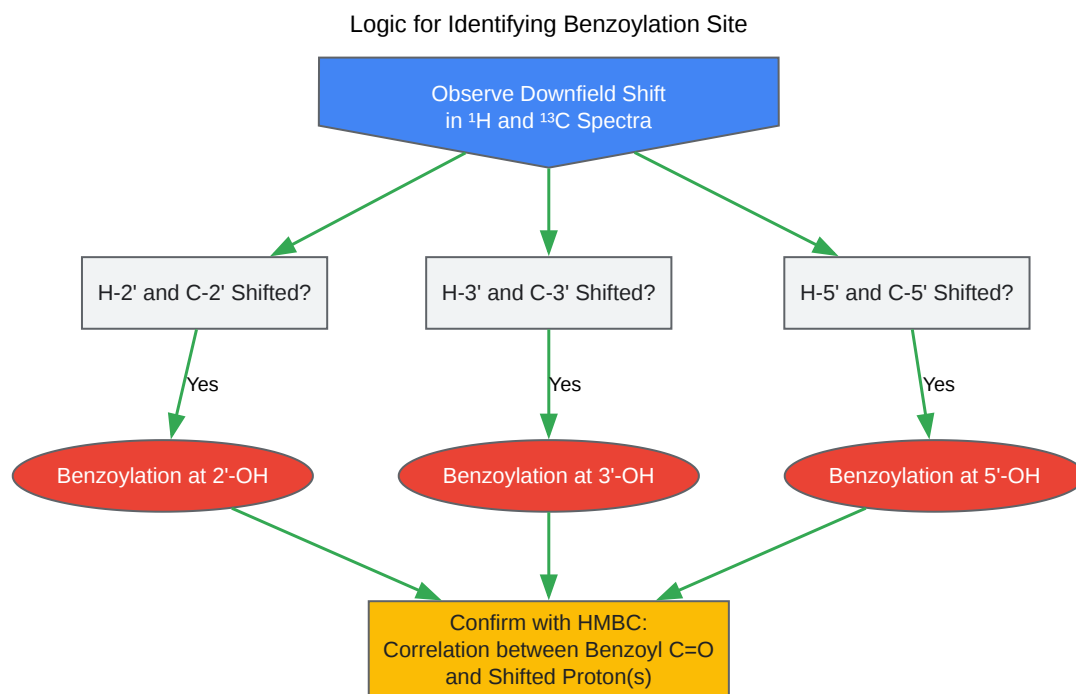 Logic for Identifying Benzoylation Site
Observe Downfield Shift
in ¹H and ¹³C Spectra
H-2' and C-2' Shifted?
H-3' and C-3' Shifted?
H-5' and C-5' Shifted?
Yes
Yes
Yes
Benzoylation at 2'-OH
Benzoylation at 3'-OH
Benzoylation at 5'-OH
Confirm with HMBC:
Correlation between Benzoyl C=O
and Shifted Proton(s)